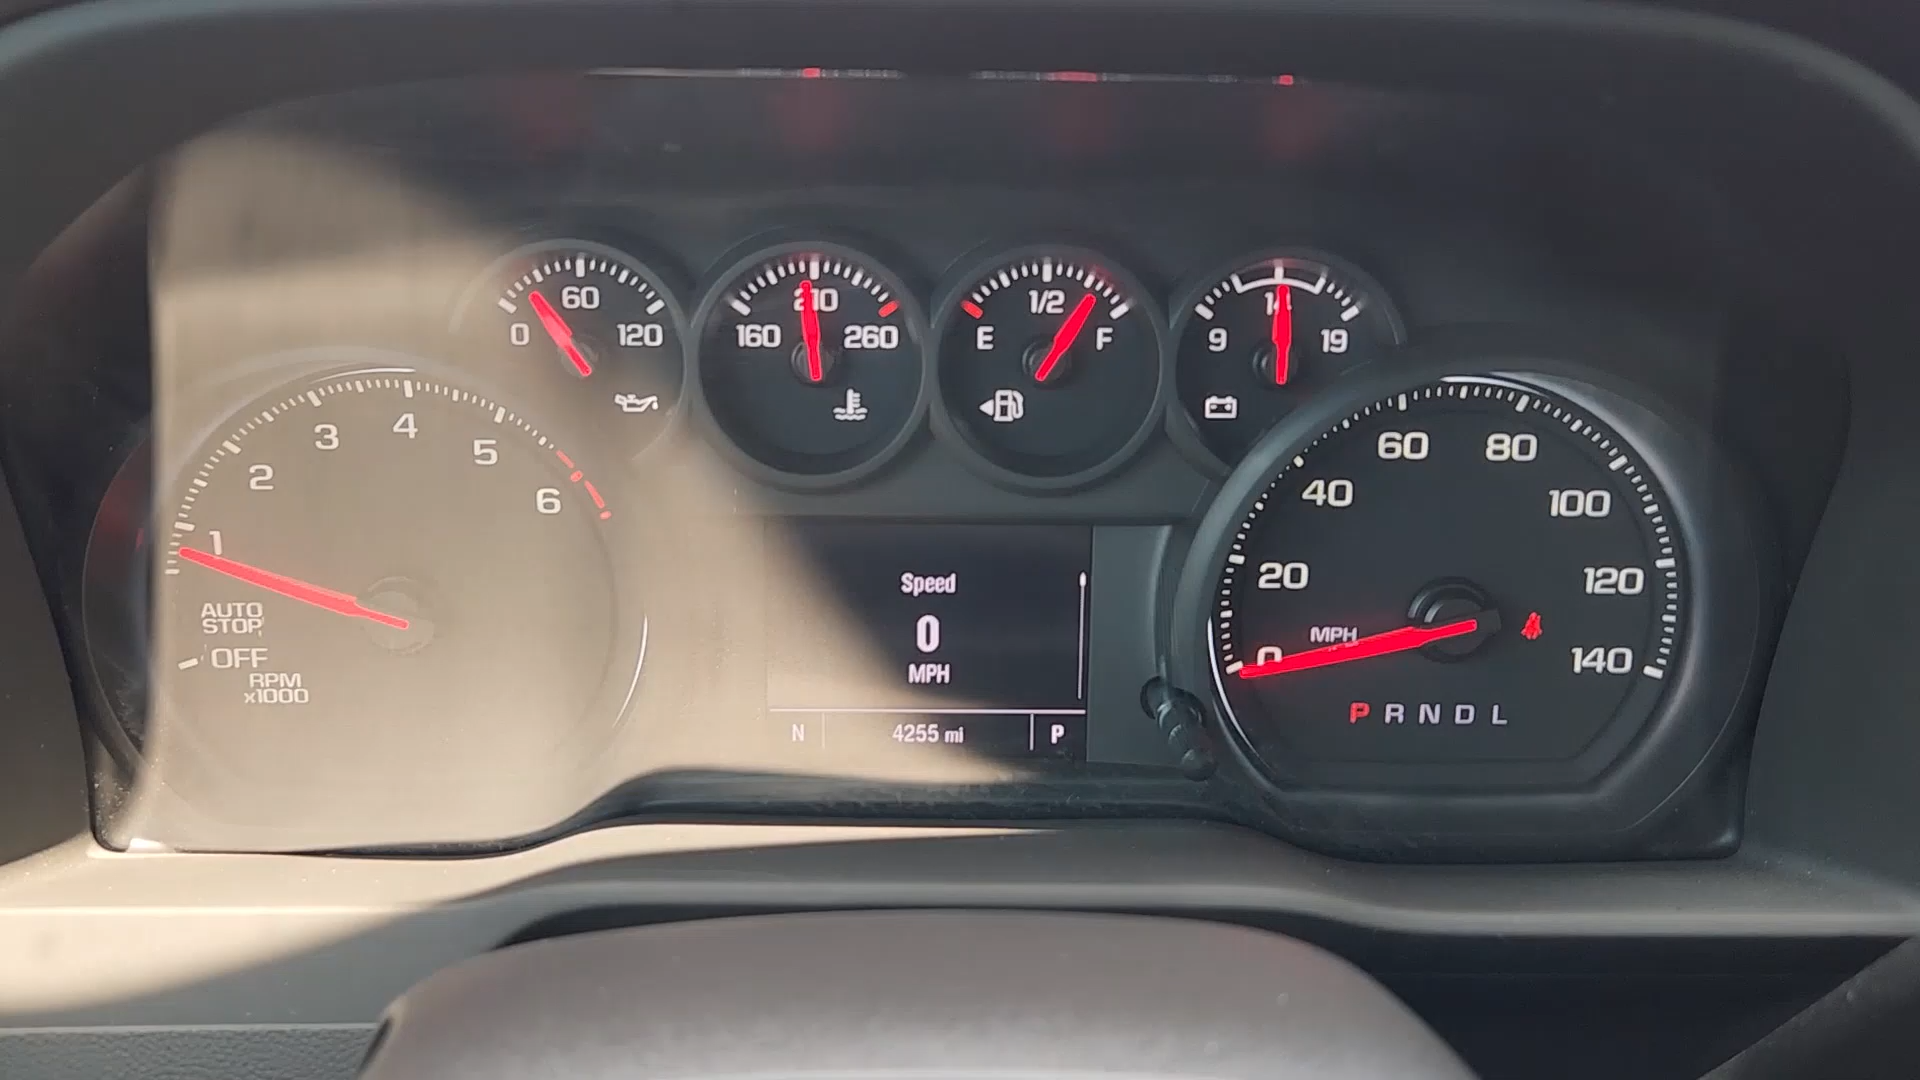 0 60 120
160 210 260
E 1/2 F
9 14 19
1 2 3 4 5 6
AUTO
STOP
OFF
RPM
x1000
Speed
0
MPH
N 4255 mi P
0 20 40 60 80 100 120 140
MPH
P R N D L